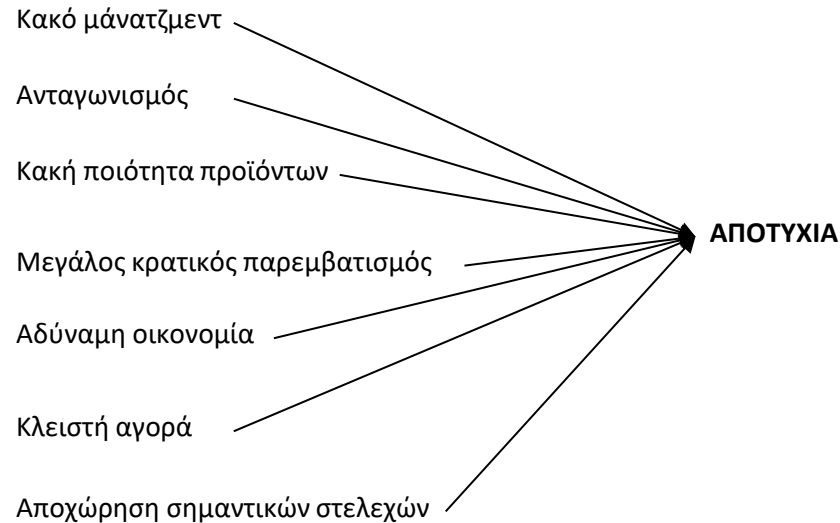 Κακό μάνατζμεντ
Ανταγωνισμός
Κακή ποιότητα προϊόντων
ΑΠΟΤΥΧΙΑ
Μεγάλος κρατικός παρεμβατισμός
Αδύναμη οικονομία
Κλειστή αγορά
Αποχώρηση σημαντικών στελεχών